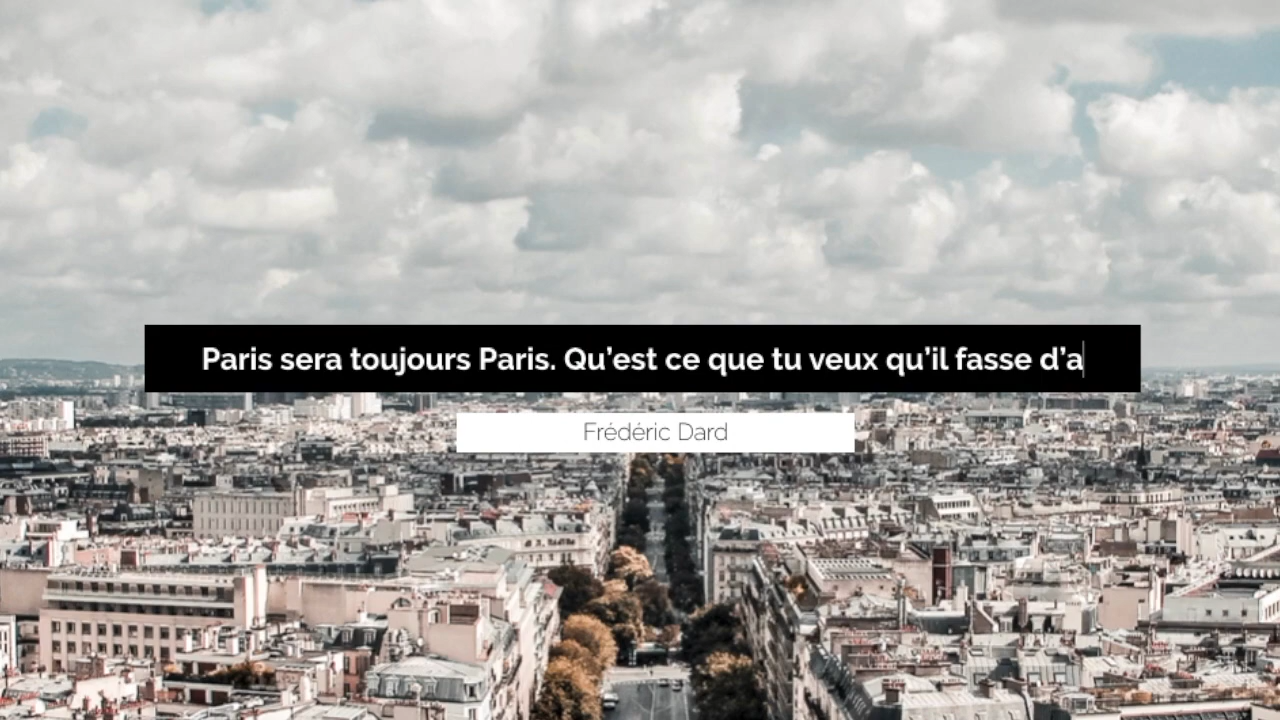 Paris sera toujours Paris. Qu’est ce que tu veux qu’il fasse d’a
Frédéric Dard